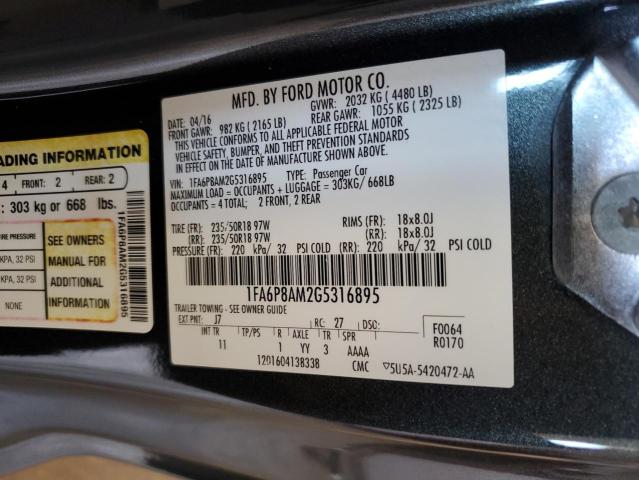 MFD. BY FORD MOTOR CO.
DATE: 04/16 GVWR: 2032 KG ( 4480 LB)
FRONT GAWR: 982 KG ( 2165 LB) REAR GAWR: 1055 KG ( 2325 LB)
THIS VEHICLE CONFORMS TO ALL APPLICABLE FEDERAL MOTOR
VEHICLE SAFETY, BUMPER, AND THEFT PREVENTION STANDARDS
IN EFFECT ON THE DATE OF MANUFACTURE SHOWN ABOVE.
VIN: 1FA6P8AM2G5316895 TYPE: Passenger Car
MAXIMUM LOAD = OCCUPANTS + LUGGAGE = 303KG/ 668LB
OCCUPANTS = 4 TOTAL: 2 FRONT, 2 REAR
TIRE (FR): 235/50R18 97W RIMS (FR): 18x8.0J
(RR): 235/50R18 97W (RR): 18x8.0J
PRESSURE (FR): 220 kPa/ 32 PSI COLD (RR): 220 kPa/ 32 PSI COLD
1FA6P8AM2G5316895
TRAILER TOWING - SEE OWNER GUIDE
EXT PNT: J7 RC: 27 DSO:
INT TR TP/PS R AXLE TR SPR
11 1 YY 3 AAAA
1201604138338 CMC
F0064
R0170
5U5A-5420472-AA
ADING INFORMATION
4 FRONT: 2 REAR: 2
303 kg or 668 lbs.
RE PRESSURE
KPA, 32 PSI
KPA, 32 PSI
NONE
SEE OWNERS
MANUAL FOR
ADDITIONAL
INFORMATION
1FA6P8AM2G5316895